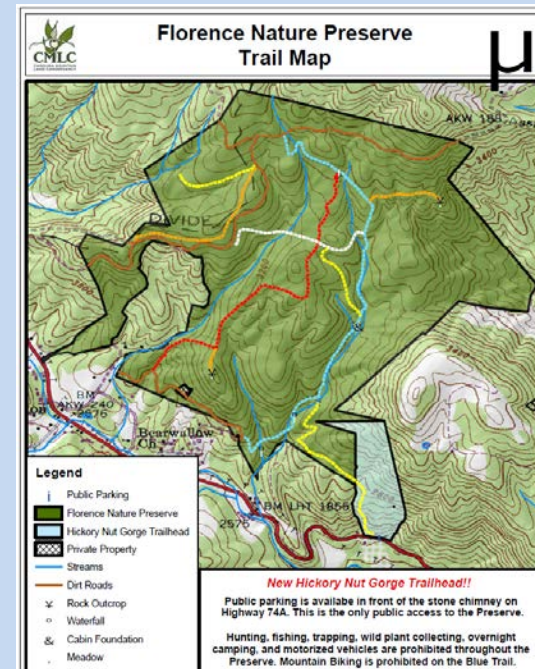 CMLC
Florence Nature Preserve
Trail Map
μ
3400
DIVIDE
BM
AKW 240
2576
Bearwallow
Ch
BM LHT 1855
2575
Legend
Public Parking
Florence Nature Preserve
Hickory Nut Gorge Trailhead
Private Property
Streams
Dirt Roads
Rock Outcrop
Waterfall
& Cabin Foundation
Meadow
New Hickory Nut Gorge Trailhead!!
Public parking is availabe in front of the stone chimney on
Highway 74A. This is the only public access to the Preserve.
Hunting, fishing, trapping, wild plant collecting, overnight
camping, and motorized vehicles are prohibited throughout the
Preserve. Mountain Biking is prohibited on the Blue Trail.